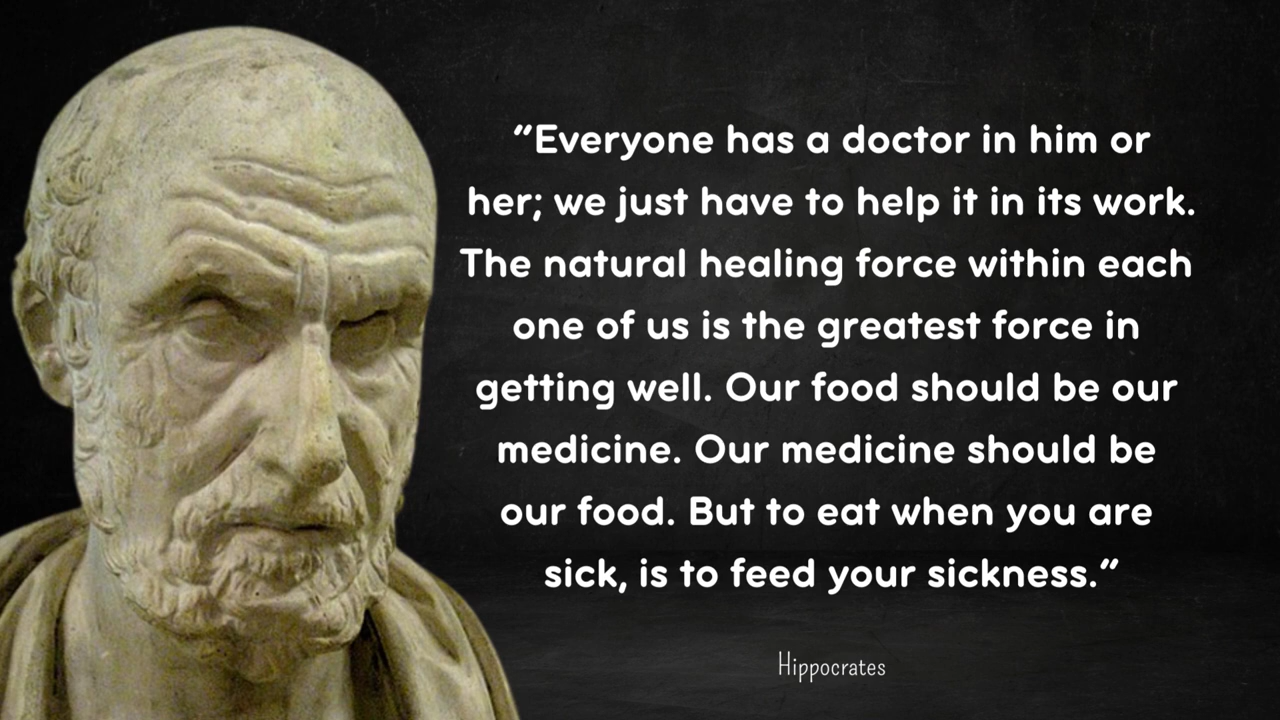 “Everyone has a doctor in him or
her; we just have to help it in its work.
The natural healing force within each
one of us is the greatest force in
getting well. Our food should be our
medicine. Our medicine should be
our food. But to eat when you are
sick, is to feed your sickness.”
Hippocrates